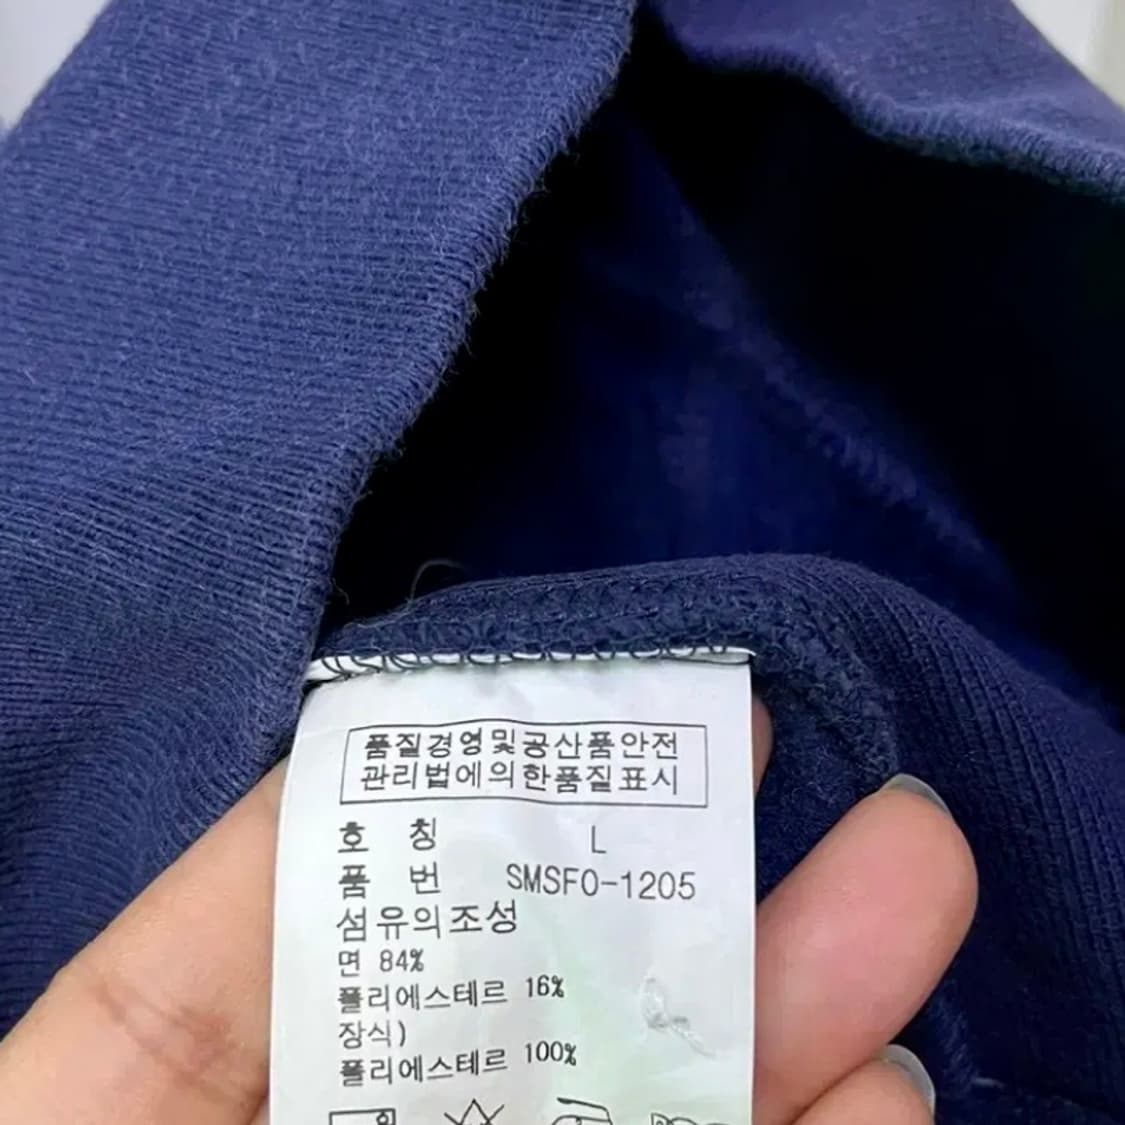 품질경영및공산품안전
관리법에의한품질표시
호 칭 L
품 번 SMSFO-1205
섬유의조성
면 84%
폴리에스테르 16%
장식)
폴리에스테르 100%